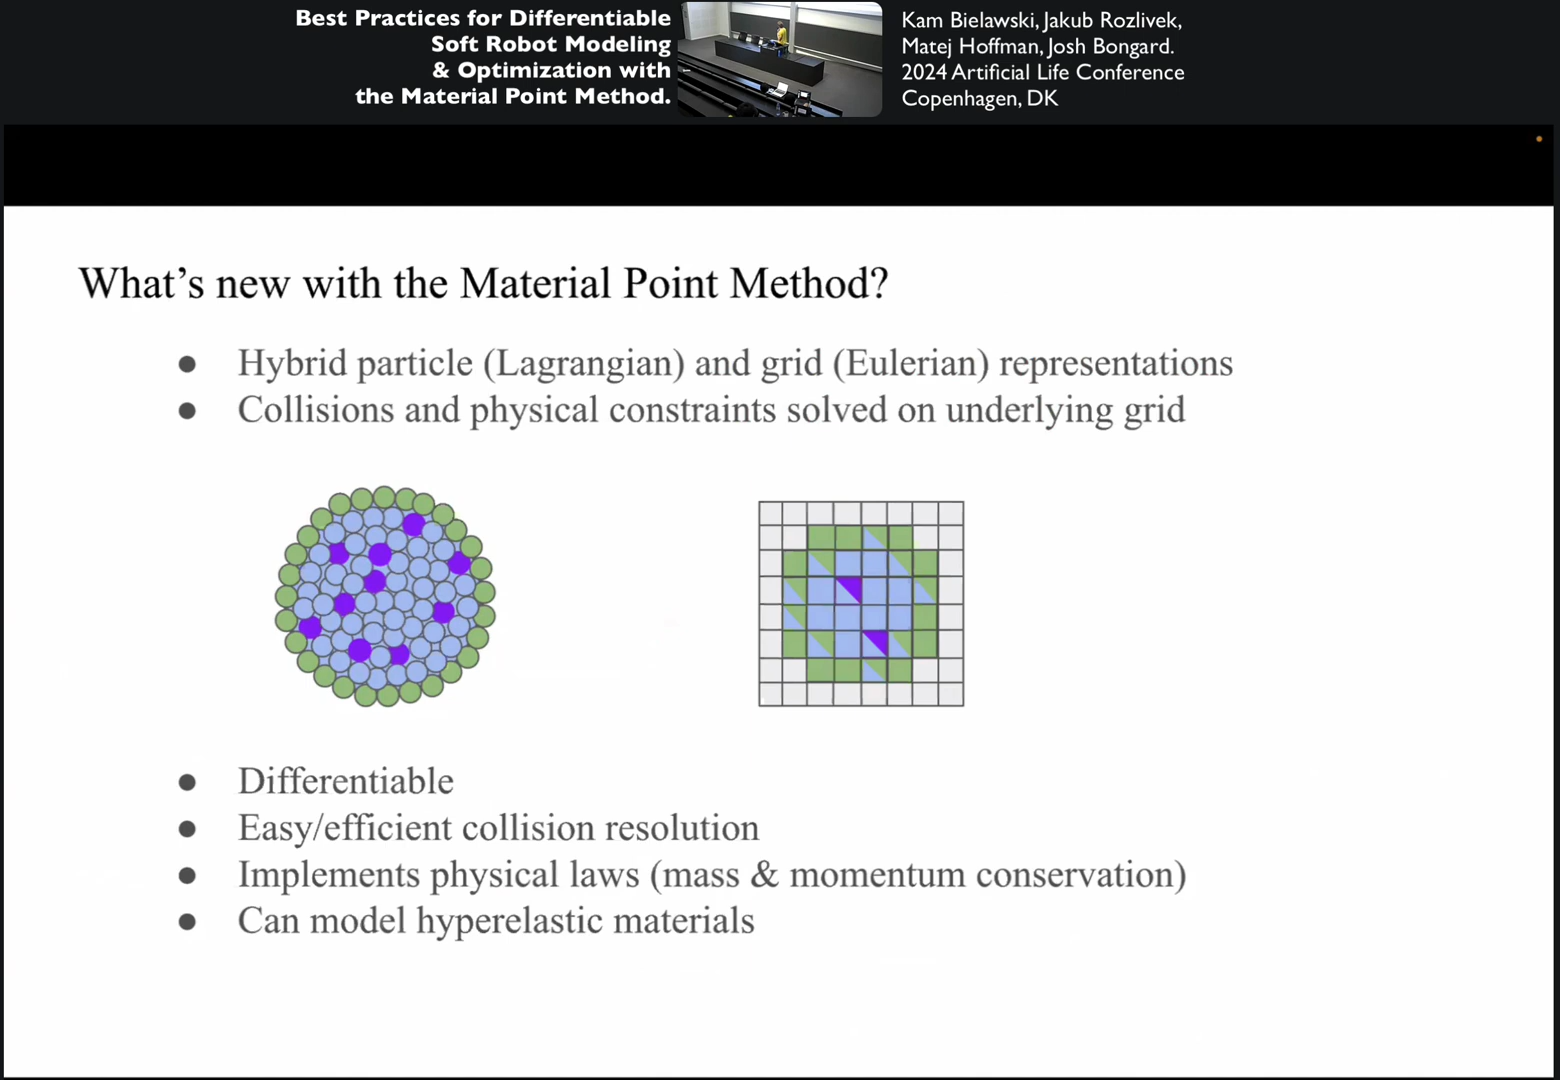 Best Practices for Differentiable
Soft Robot Modeling
& Optimization with
the Material Point Method.
Kam Bielawski, Jakub Rozlivek,
Matej Hoffman, Josh Bongard.
2024 Artificial Life Conference
Copenhagen, DK
What’s new with the Material Point Method?
● Hybrid particle (Lagrangian) and grid (Eulerian) representations
● Collisions and physical constraints solved on underlying grid
● Differentiable
● Easy/efficient collision resolution
● Implements physical laws (mass & momentum conservation)
● Can model hyperelastic materials